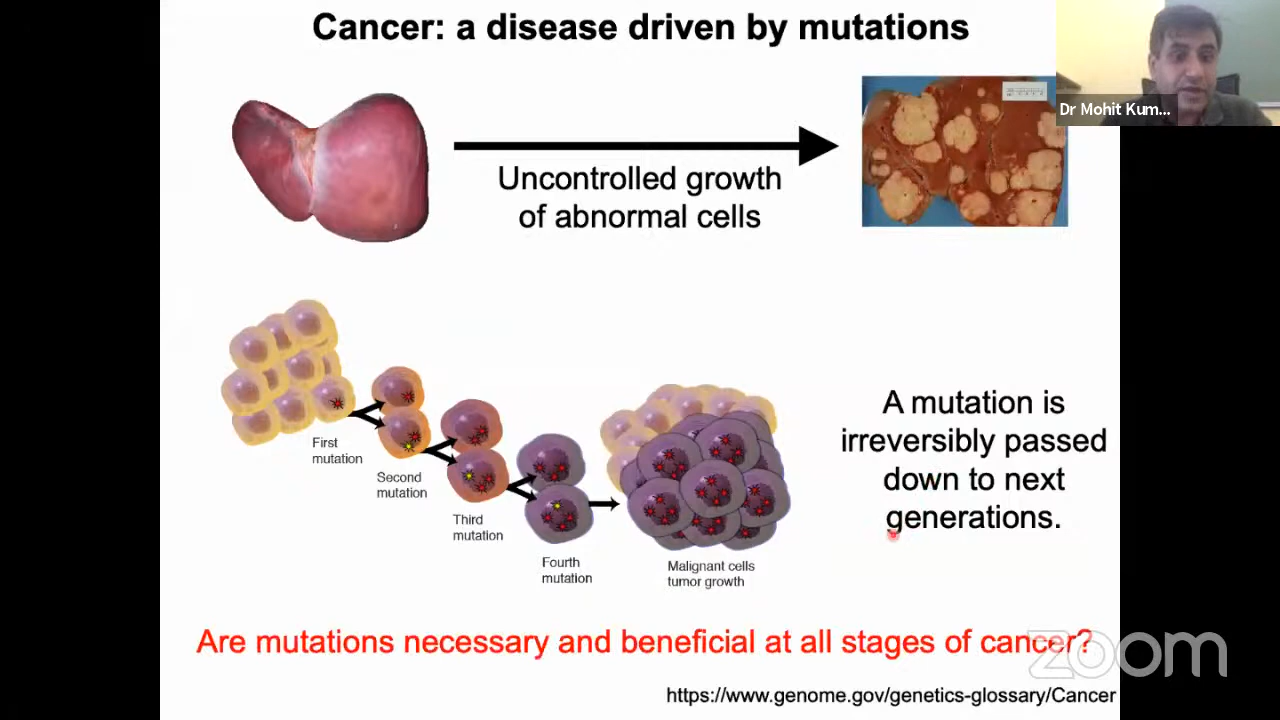 Cancer: a disease driven by mutations
Dr Mohit Kum...
Uncontrolled growth
of abnormal cells
First
mutation
Second
mutation
Third
mutation
Fourth
mutation
Malignant cells
tumor growth
A mutation is
irreversibly passed
down to next
generations.
Are mutations necessary and beneficial at all stages of cancer?
zoom
https://www.genome.gov/genetics-glossary/Cancer